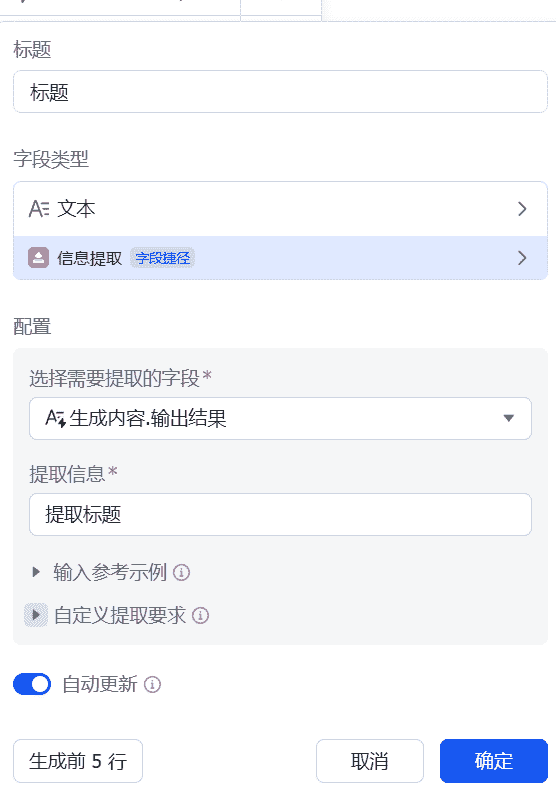 标题
标题
字段类型
文本
信息提取 字段捷径
配置
选择需要提取的字段*
生成内容.输出结果
提取信息*
提取标题
输入参考示例
自定义提取要求
自动更新
生成前 5 行 取消 确定